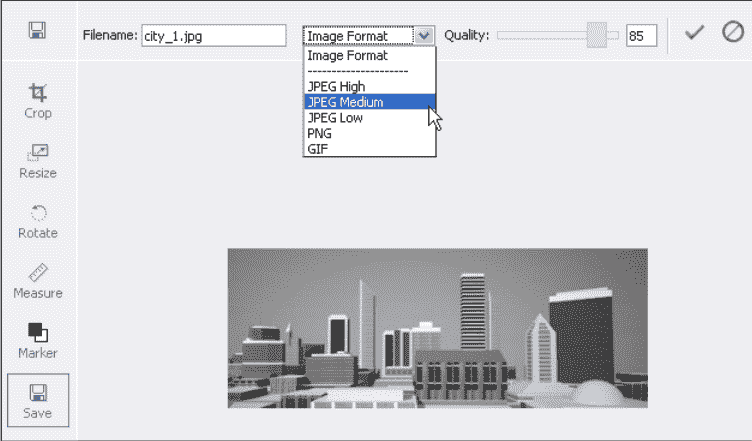 Filename: city_1.jpg Image Format Quality: 85
Image Format
--------------------
JPEG High
JPEG Medium
JPEG Low
PNG
GIF
Crop
Resize
Rotate
Measure
Marker
Save